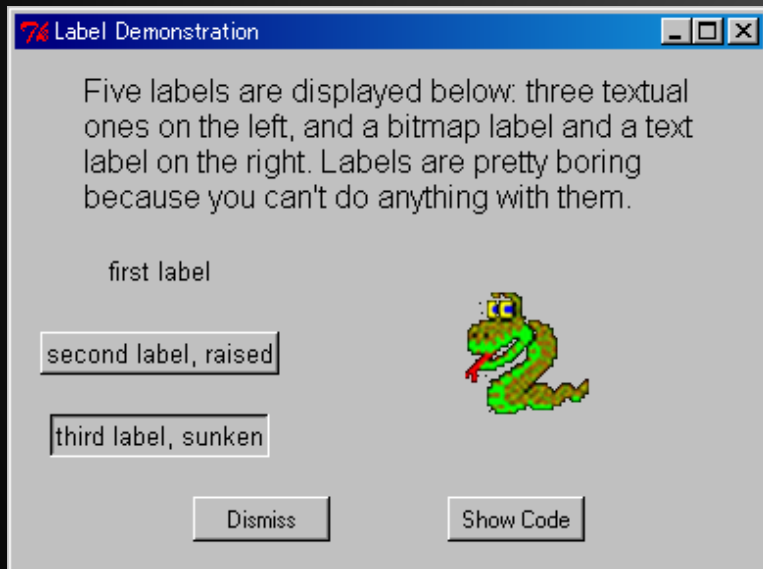 Label Demonstration
Five labels are displayed below: three textual
ones on the left, and a bitmap label and a text
label on the right. Labels are pretty boring
because you can't do anything with them.
first label
second label, raised
third label, sunken
Dismiss
Show Code